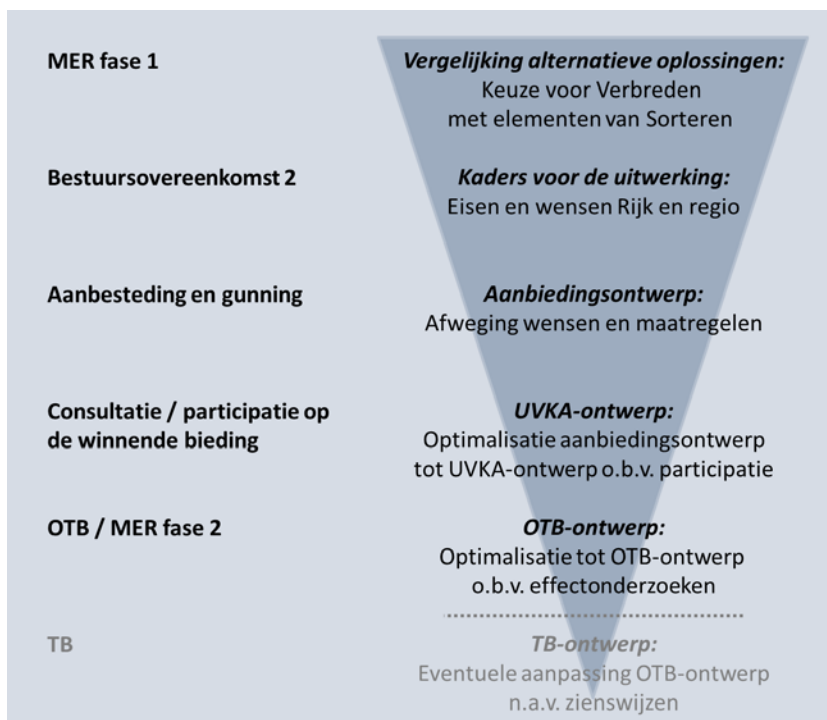 MER fase 1
Vergelijking alternatieve oplossingen:
Keuze voor Verbreden
met elementen van Sorteren
Bestuursovereenkomst 2
Kaders voor de uitwerking:
Eisen en wensen Rijk en regio
Aanbesteding en gunning
Aanbiedingsontwerp:
Afweging wensen en maatregelen
Consultatie / participatie op
de winnende bieding
UVKA-ontwerp:
Optimalisatie aanbiedingsontwerp
tot UVKA-ontwerp o.b.v. participatie
OTB / MER fase 2
OTB-ontwerp:
Optimalisatie tot OTB-ontwerp
o.b.v. effectonderzoeken
TB
TB-ontwerp:
Eventuele aanpassing OTB-ontwerp
n.a.v. zienswijzen